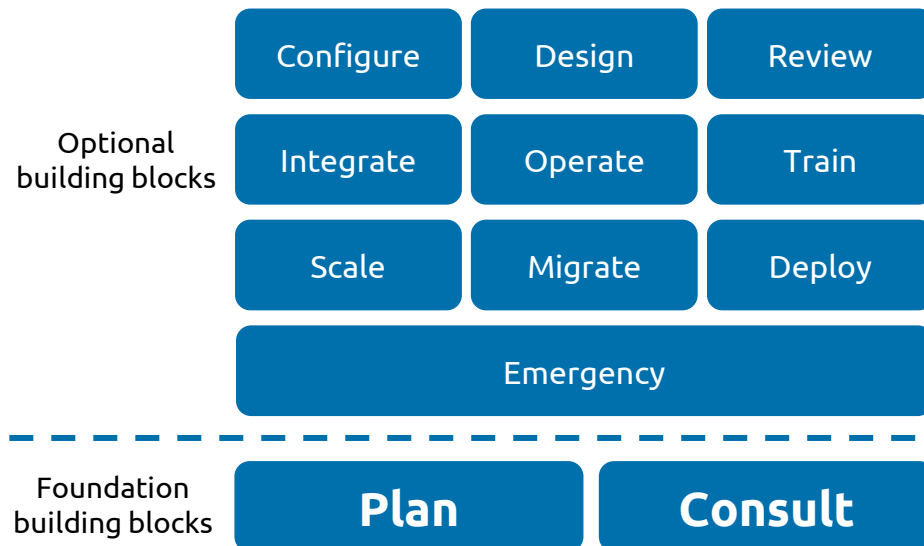 Configure
Design
Review
Optional
building blocks
Integrate
Operate
Train
Scale
Migrate
Deploy
Emergency
Foundation
building blocks
Plan
Consult